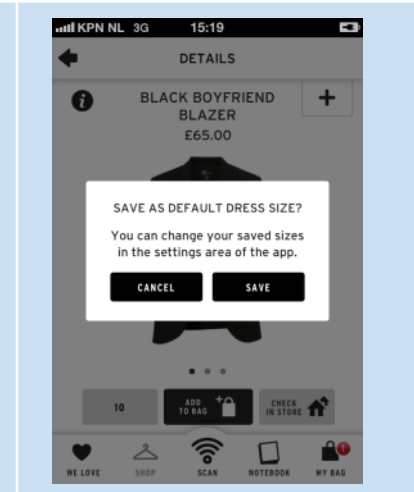 KPN NL 3G 15:19
DETAILS
BLACK BOYFRIEND
BLAZER
£65.00
SAVE AS DEFAULT DRESS SIZE?
You can change your saved sizes
in the settings area of the app.
CANCEL SAVE
10
ADD
TO BAG
CHECK
IN STORE
WE LOVE SHOP SCAN NOTEBOOK MY BAG
1